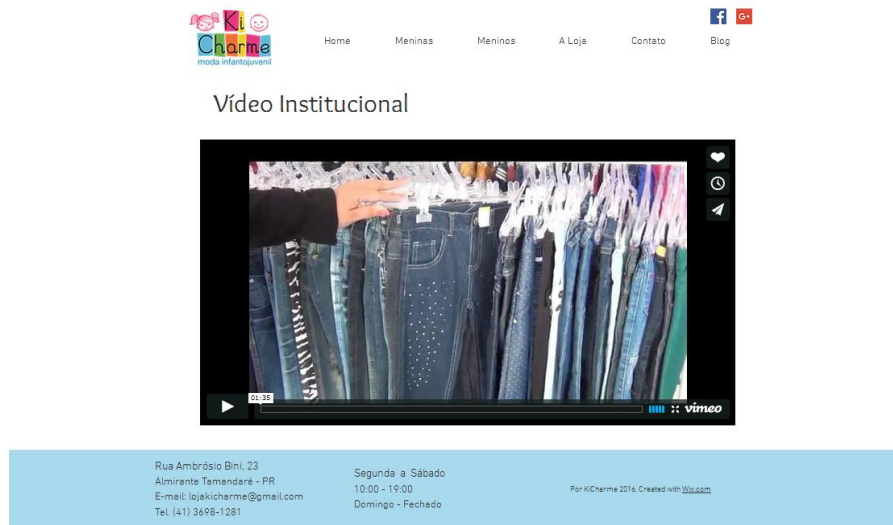 Ki
Charme
moda infantojuvenil
G+
Home Meninas Meninos A Loja Contato Blog
Vídeo Institucional
01:35
vimeo
Rua Ambrósio Bini, 23
Almirante Tamandaré - PR
E-mail: lojakicharme@gmail.com
Tel. (41) 3698-1281
Segunda a Sábado
10:00 - 19:00
Domingo - Fechado
Por KiCharme 2016. Created with Wix.com